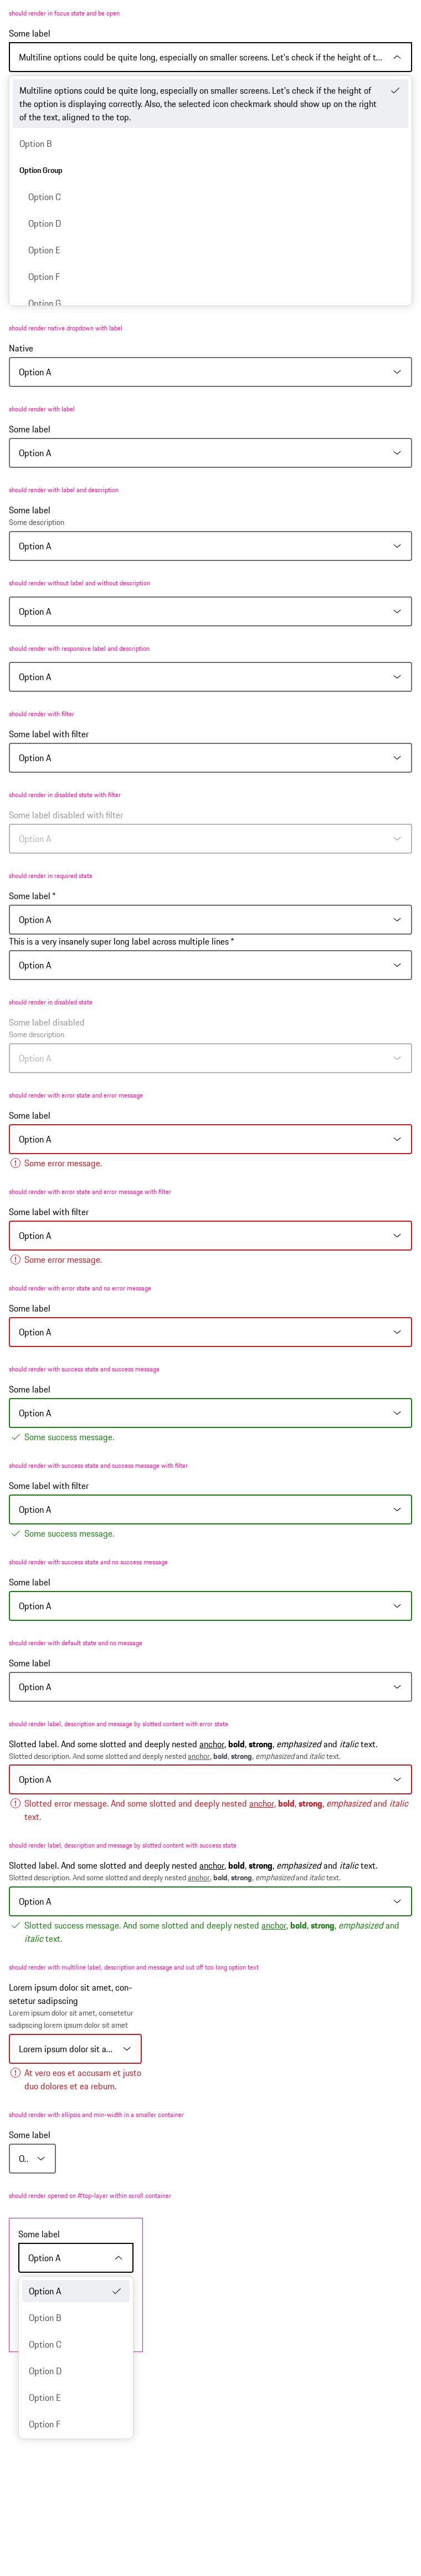 should render in focus state and be open
Some label
Multiline options could be quite long, especially on smaller screens. Let's check if the height of t...
Multiline options could be quite long, especially on smaller screens. Let's check if the height of
the option is displaying correctly. Also, the selected icon checkmark should show up on the right
of the text, aligned to the top.
Option B
Option Group
Option C
Option D
Option E
Option F
Option G
should render native dropdown with label
Native
Option A
should render with label
Some label
Option A
should render with label and description
Some label
Some description
Option A
should render without label and without description
Option A
should render with responsive label and description
Option A
should render with filter
Some label with filter
Option A
should render in disabled state with filter
Some label disabled with filter
Option A
should render in required state
Some label *
Option A
This is a very insanely super long label across multiple lines *
Option A
should render in disabled state
Some label disabled
Some description
Option A
should render with error state and error message
Some label
Option A
Some error message.
should render with error state and error message with filter
Some label with filter
Option A
Some error message.
should render with error state and no error message
Some label
Option A
should render with success state and success message
Some label
Option A
Some success message.
should render with success state and success message with filter
Some label with filter
Option A
Some success message.
should render with success state and no success message
Some label
Option A
should render with default state and no message
Some label
Option A
should render label, description and message by slotted content with error state
Slotted label. And some slotted and deeply nested anchor, bold, strong, emphasized and italic text.
Slotted description. And some slotted and deeply nested anchor, bold, strong, emphasized and italic text.
Option A
Slotted error message. And some slotted and deeply nested anchor, bold, strong, emphasized and italic
text.
should render label, description and message by slotted content with success state
Slotted label. And some slotted and deeply nested anchor, bold, strong, emphasized and italic text.
Slotted description. And some slotted and deeply nested anchor, bold, strong, emphasized and italic text.
Option A
Slotted success message. And some slotted and deeply nested anchor, bold, strong, emphasized and
italic text.
should render with multiline label, description and message and cut off too long option text
Lorem ipsum dolor sit amet, con-
setetur sadipscing
Lorem ipsum dolor sit amet, consetetur
sadipscing lorem ipsum dolor sit amet
Lorem ipsum dolor sit a...
At vero eos et accusam et justo
duo dolores et ea rebum.
should render with ellipsis and min-width in a smaller container
Some label
O...
should render opened on #top-layer within scroll container
Some label
Option A
Option A
Option B
Option C
Option D
Option E
Option F